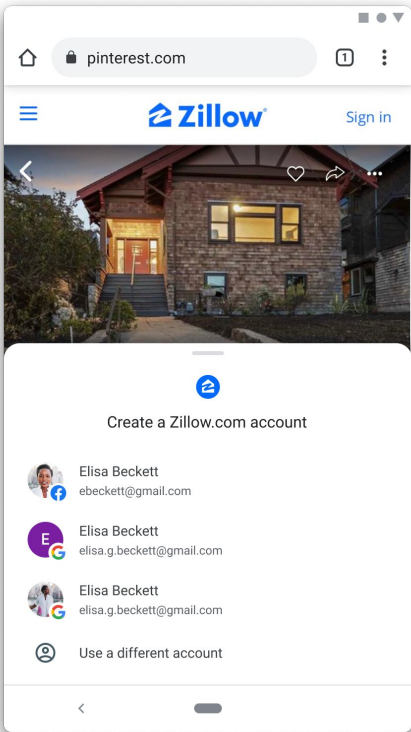 pinterest.com
1
Zillow
Sign in
Create a Zillow.com account
Elisa Beckett
ebeckett@gmail.com
E
Elisa Beckett
elisa.g.beckett@gmail.com
Elisa Beckett
elisa.g.beckett@gmail.com
Use a different account